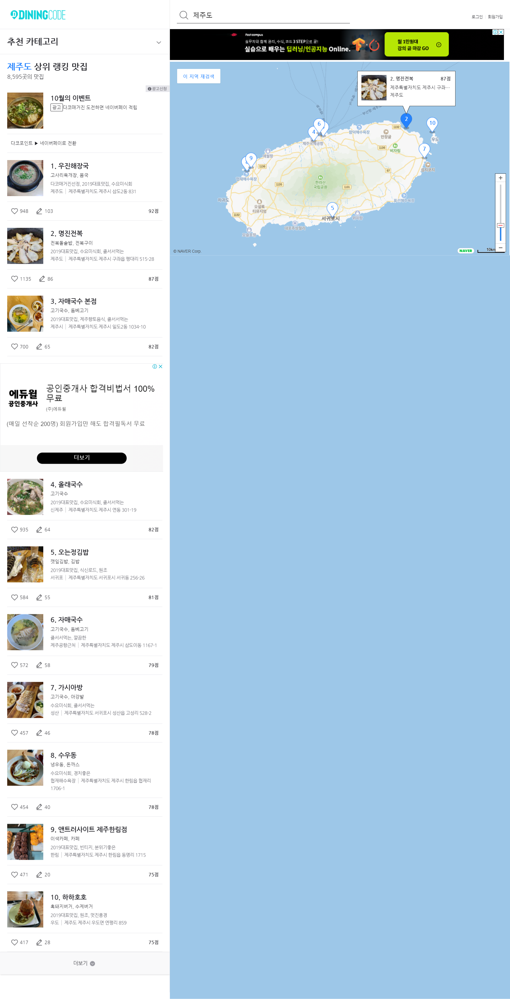 DININGCODE
제주도
로그인
회원가입
추천 카테고리
제주도 상위 랭킹 맛집
8,595곳의 맛집
광고신청
10월의 이벤트
광고 다코매거진 도전하면 네이버페이 적립
다코포인트 ▶ 네이버페이로 전환
1. 우진해장국
고사리육개장, 몸국
다코매거진선정, 2019대표맛집, 수요미식회
제주도 | 제주특별자치도 제주시 삼도2동 831
948 103 92점
2. 명진전복
전복돌솥밥, 전복구이
2019대표맛집, 수요미식회, 줄서서먹는
제주도 | 제주특별자치도 제주시 구좌읍 평대리 515-28
1135 86 87점
3. 자매국수 본점
고기국수, 돔베고기
2019대표맛집, 제주향토음식, 줄서서먹는
제주시 | 제주특별자치도 제주시 일도2동 1034-10
700 65 82점
에듀윌
공인중개사
공인중개사 합격비법서 100%
무료
(주)에듀윌
(매일 선착순 200명) 회원가입만 해도 합격필독서 무료
더보기
4. 올래국수
고기국수
2019대표맛집, 수요미식회, 줄서서먹는
신제주 | 제주특별자치도 제주시 연동 301-19
935 64 82점
5. 오는정김밥
깻잎김밥, 김밥
2019대표맛집, 식신로드, 원조
서귀포 | 제주특별자치도 서귀포시 서귀동 256-26
584 55 81점
6. 자매국수
고기국수, 돔베고기
줄서서먹는, 깔끔한
제주공항근처 | 제주특별자치도 제주시 삼도이동 1167-1
572 58 79점
7. 가시아방
고기국수, 아강발
수요미식회, 줄서서먹는
성산 | 제주특별자치도 서귀포시 성산읍 고성리 528-2
457 46 78점
8. 수우동
냉우동, 돈까스
수요미식회, 경치좋은
협재해수욕장 | 제주특별자치도 제주시 한림읍 협재리
1706-1
454 40 78점
9. 앤트러사이트 제주한림점
이색카페, 카페
2019대표맛집, 빈티지, 분위기좋은
한림 | 제주특별자치도 제주시 한림읍 동명리 1715
471 20 75점
10. 하하호호
흑돼지버거, 수제버거
2019대표맛집, 원조, 멋진풍경
우도 | 제주도 제주시 우도면 연평리 859
417 28 75점
더보기
fast campus
실무자와 함께 원리, 수식, 코드 3 STEP으로 끝!
실습으로 배우는 딥러닝/인공지능 Online.
월 1만원대
강의 곧 마감 GO
이 지역 재검색
2. 명진전복 87점
제주특별자치도 제주시 구좌…
제주도
2
10
6
4
1132
함덕해수욕장
만장굴
우도
제주국제공항
1136
비자림
7
애월항
9
8
1136
섭지코지
97
협재해수욕장
한라산
국립공원
1135
1131
표선해수욕장
차귀도
오설록
티뮤지엄
5
서귀포시
위미항
1132
대포주상절리
모슬포항
© NAVER Corp.
NAVER
10km